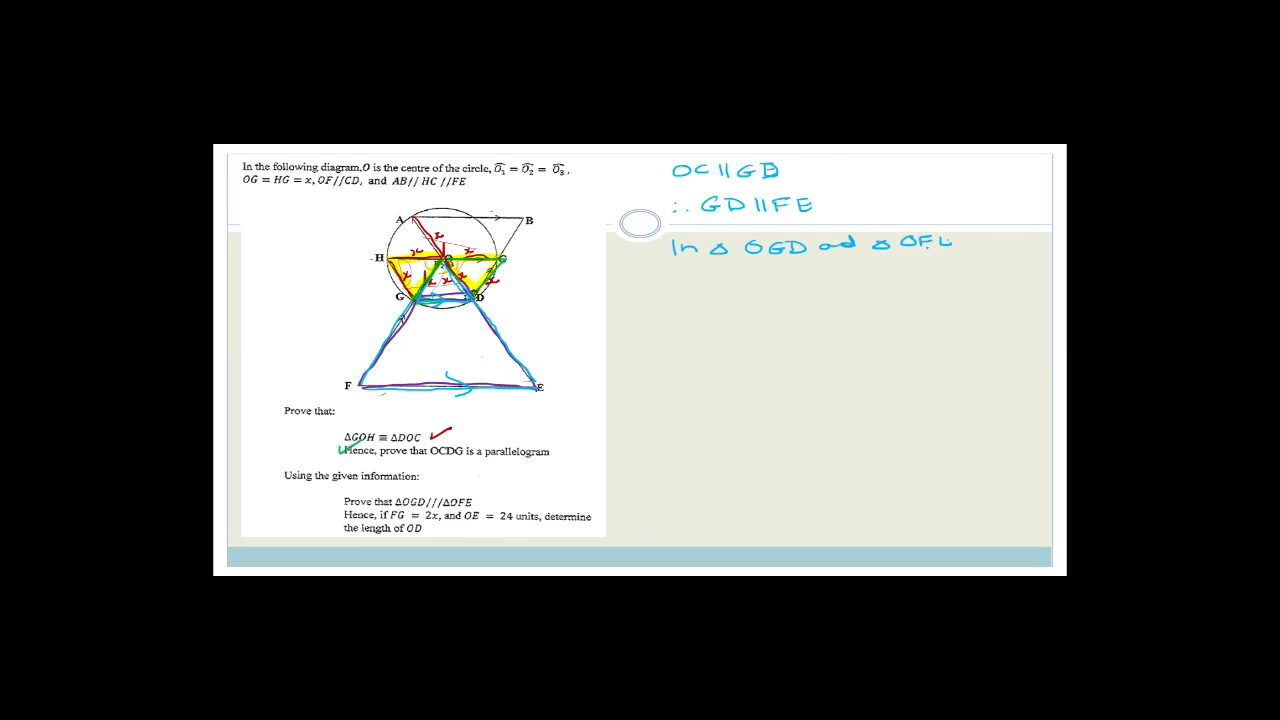 In the following diagram,O is the centre of the circle, Ô₁ = Ô₂ = Ô₃ ,
OG = HG = x, OF//CD, and AB// HC //FE
A
B
x
H
x
x
C
x
x
x
x
G
D
F
E
Prove that:
ΔGOH ≡ ΔDOC
Hence, prove that OCDG is a parallelogram
Using the given information:
Prove that ΔOGD///ΔOFE
Hence, if FG = 2x, and OE = 24 units, determine
the length of OD
OC || GD
∴ GD || FE
In Δ OGD and Δ OF